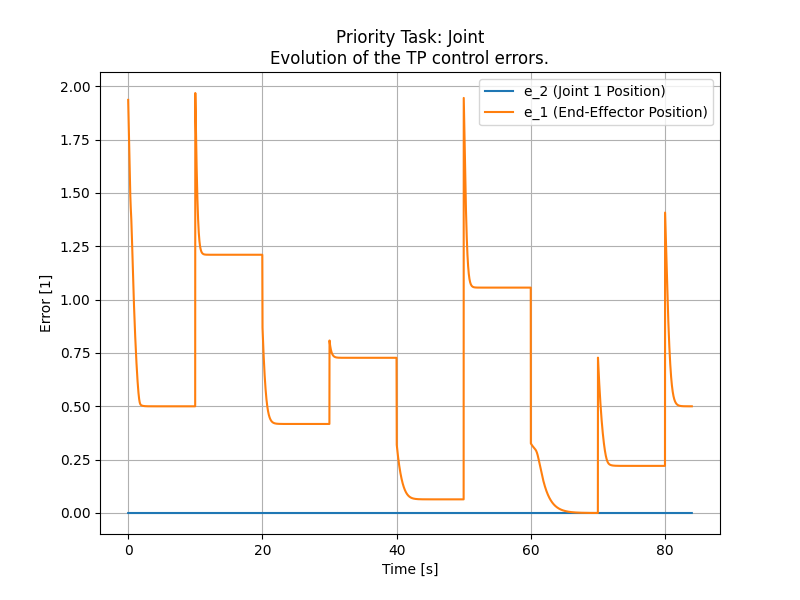 Priority Task: Joint
Evolution of the TP control errors.
e_2 (Joint 1 Position)
e_1 (End-Effector Position)
Error [1]
2.00
1.75
1.50
1.25
1.00
0.75
0.50
0.25
0.00
0
20
40
60
80
Time [s]